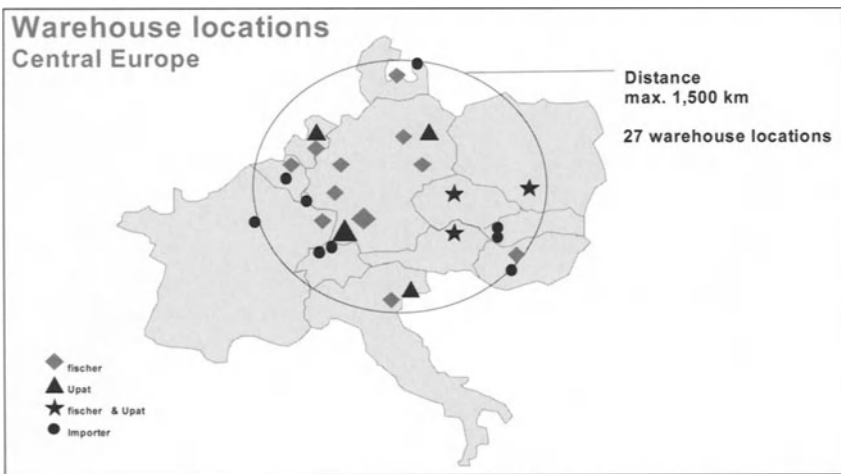 Warehouse locations
Central Europe
Distance
max. 1,500 km
27 warehouse locations
fischer
Upat
fischer & Upat
Importer